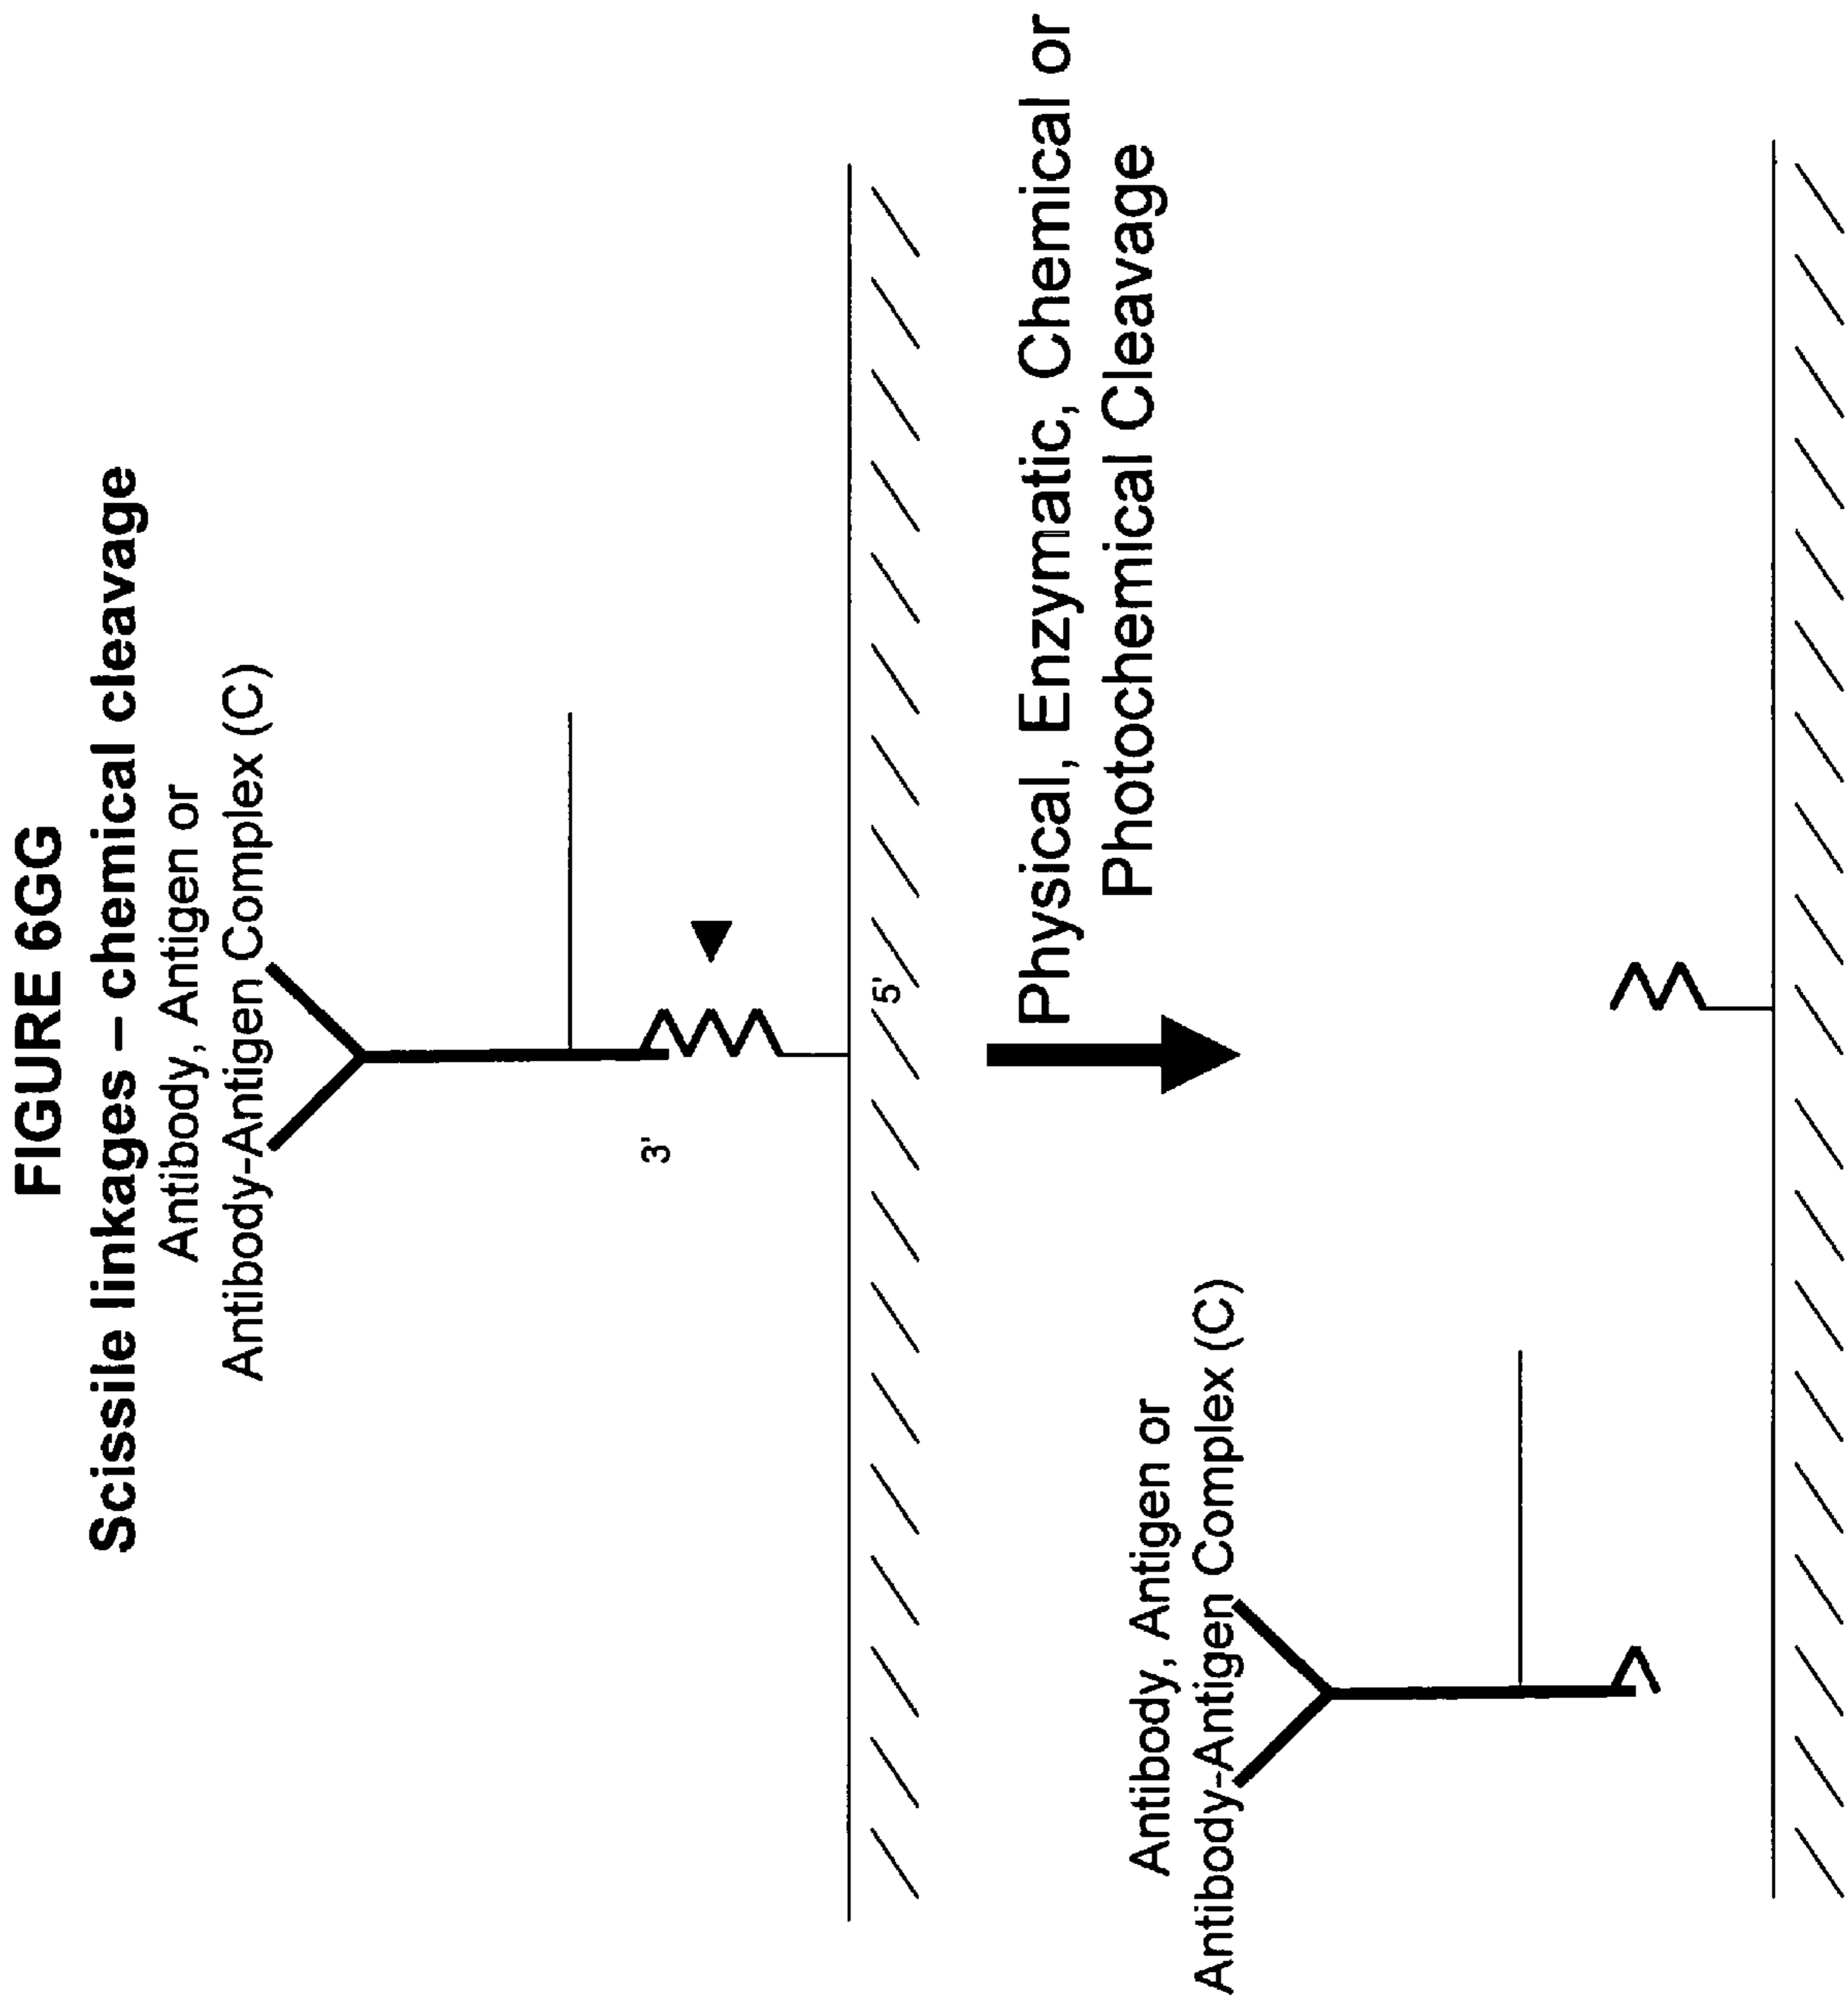 FIGURE 6GG
Scissile linkages – chemical cleavage
Antibody, Antigen or
Antibody-Antigen Complex (C)
3'
5'
Physical, Enzymatic, Chemical or
Photochemical Cleavage
Antibody, Antigen or
Antibody-Antigen Complex (C)